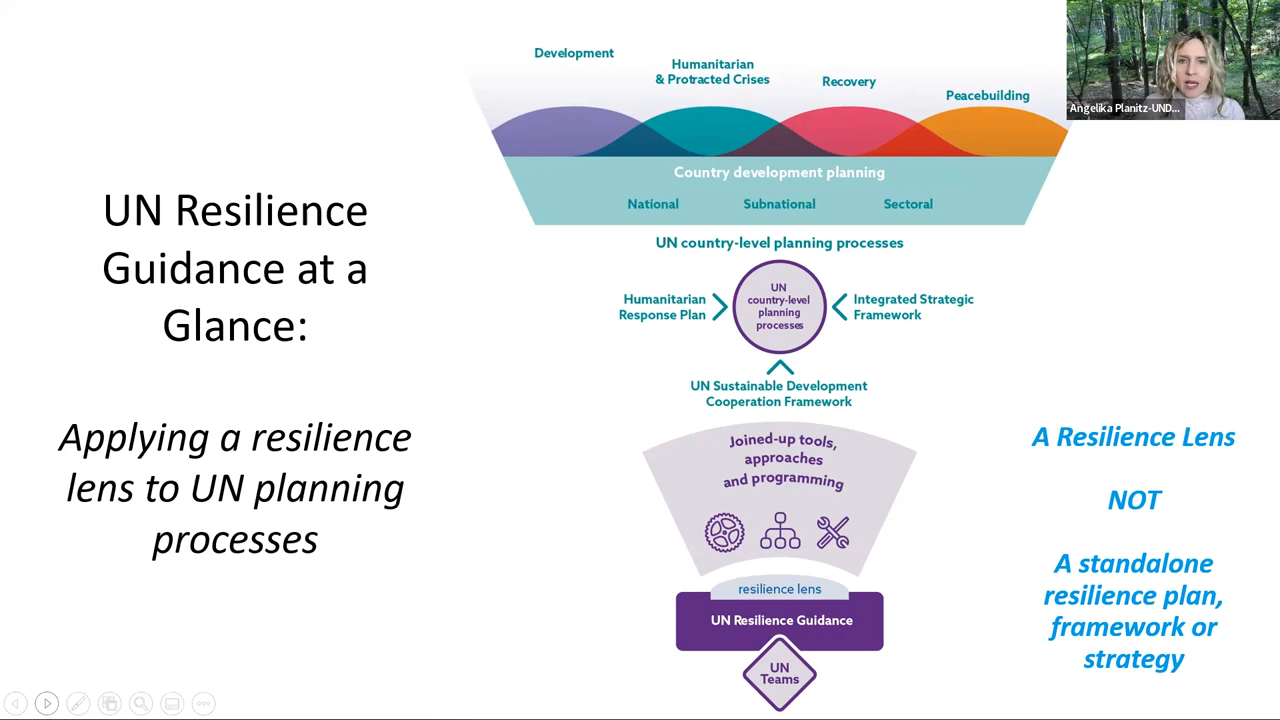 UN Resilience
Guidance at a
Glance:
Applying a resilience
lens to UN planning
processes
Development
Humanitarian
& Protracted Crises
Recovery
Peacebuilding
Country development planning
National
Subnational
Sectoral
UN country-level planning processes
Humanitarian
Response Plan
UN
country-level
planning
processes
Integrated Strategic
Framework
UN Sustainable Development
Cooperation Framework
Joined-up tools,
approaches
and programming
resilience lens
UN Resilience Guidance
UN
Teams
A Resilience Lens
NOT
A standalone
resilience plan,
framework or
strategy
Angelika Planitz-UND...